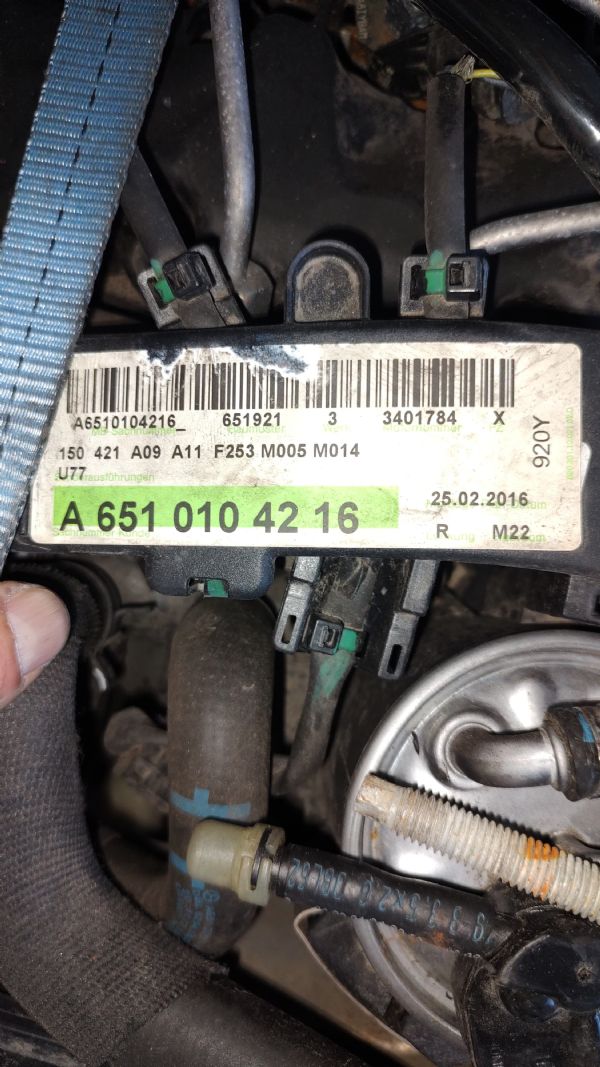 A6510104216_ 651921 3 3401784 X
150 421 A09 A11 F253 M005 M014
U77
920Y
A 651 010 42 16
25.02.2016
R M22